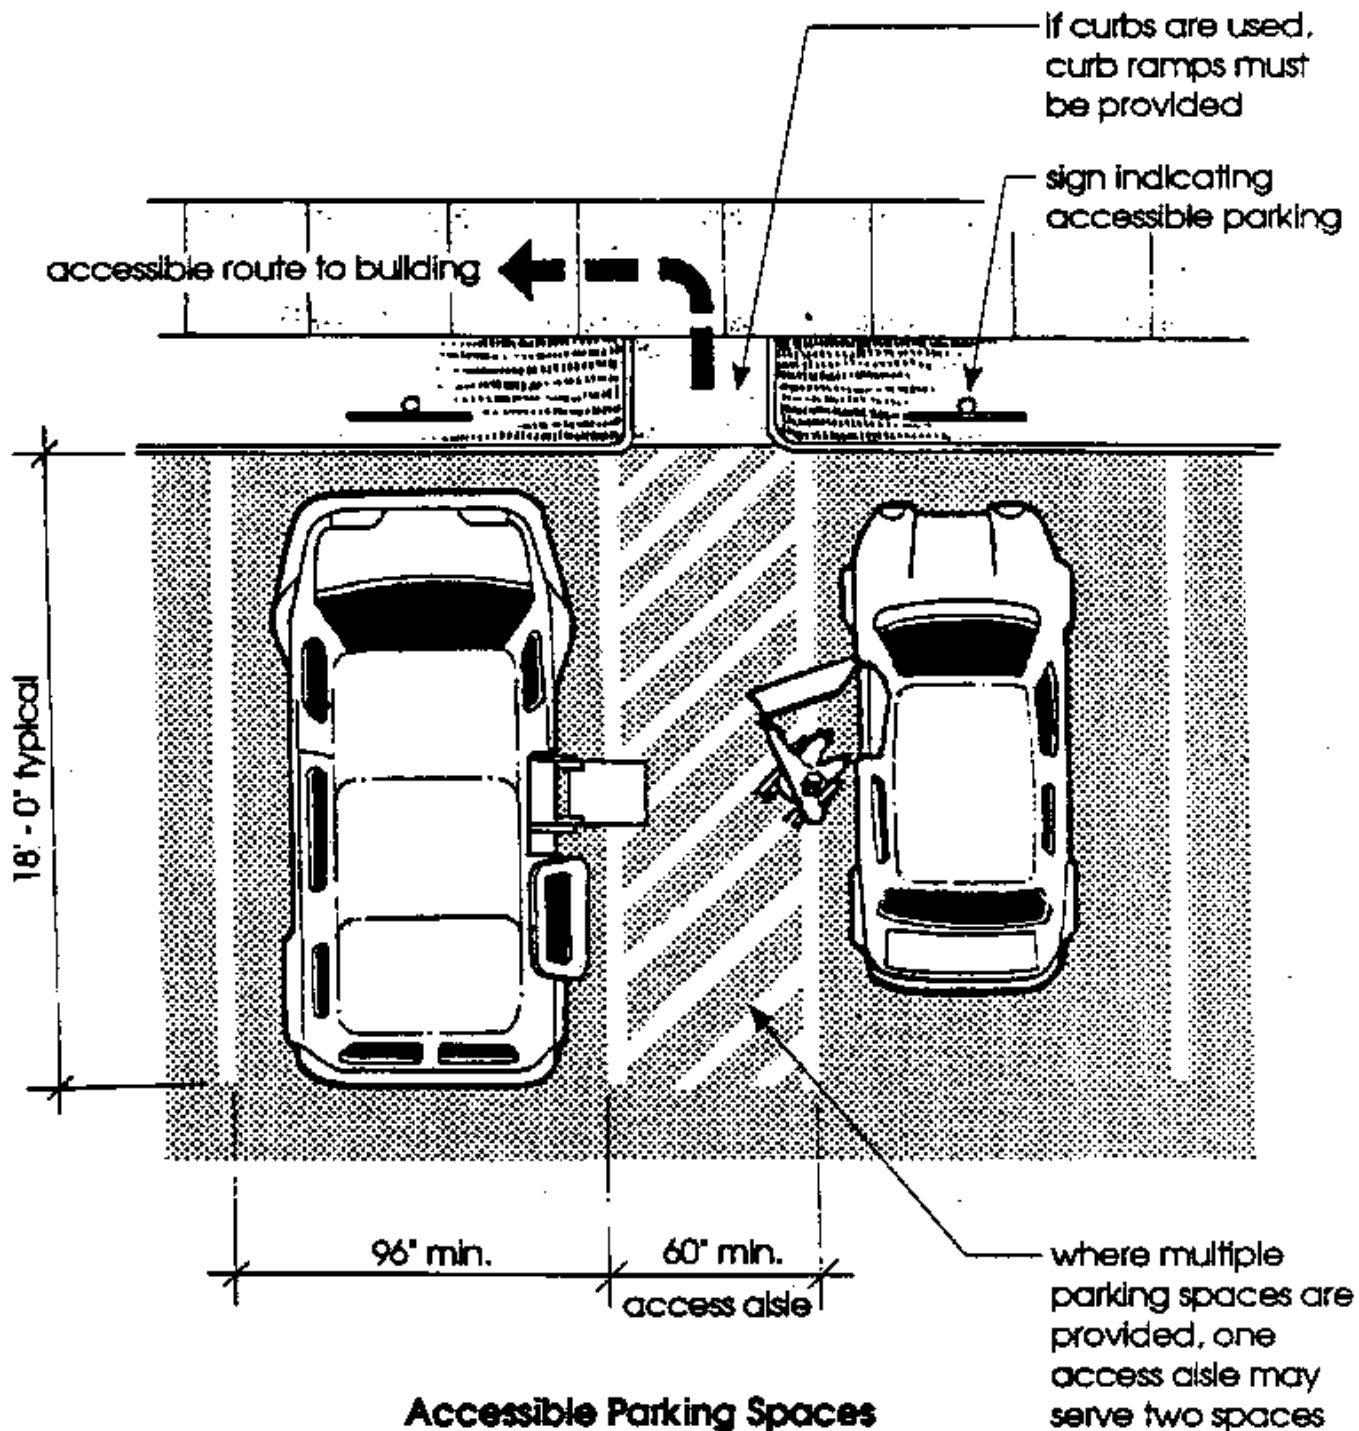 if curbs are used,
curb ramps must
be provided
sign indicating
accessible parking
accessible route to building
18' - 0" typical
96" min.
60" min.
access aisle
where multiple
parking spaces are
provided, one
access aisle may
serve two spaces
Accessible Parking Spaces